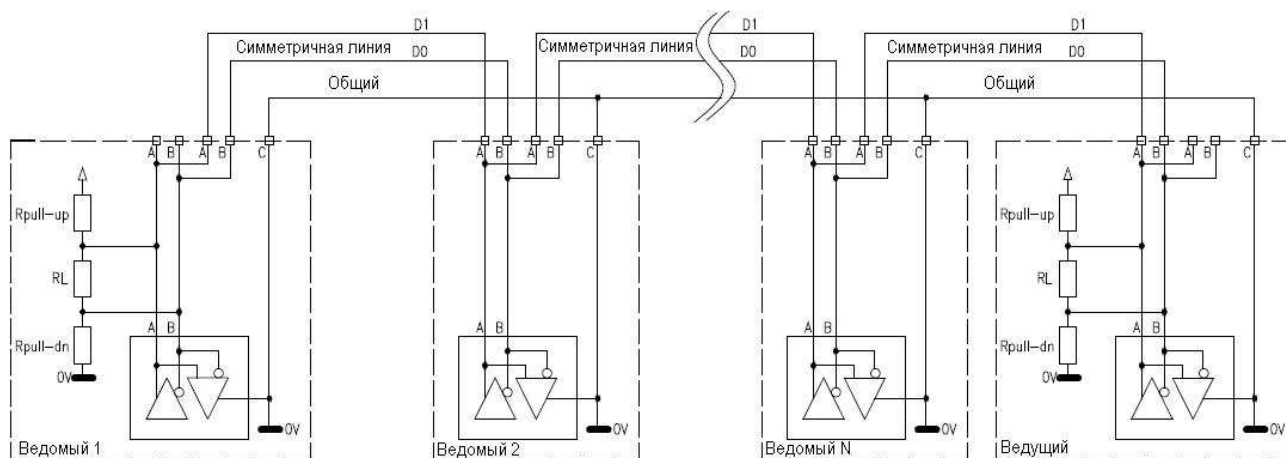 D1 D1 D1
Симметричная линия D0 Симметричная линия D0 Симметричная линия D0
Общий Общий Общий
A B A B C A B A B C A B A B C A B A B C
Rpull-up Rpull-up
RL RL
A B A B A B A B
Rpull-dn Rpull-dn
0V 0V
0V 0V 0V 0V
Ведомый 1 Ведомый 2 Ведомый N Ведущий